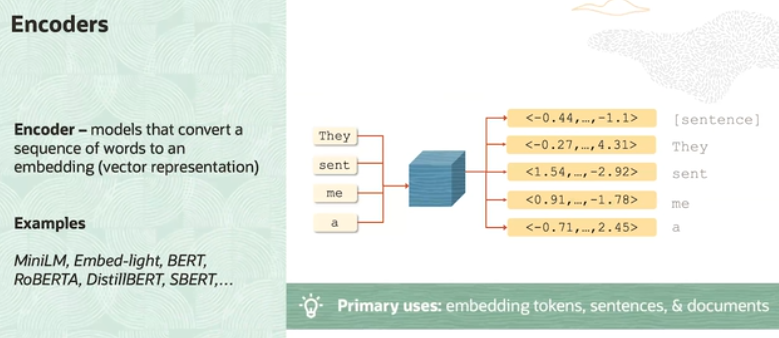 Encoders
Encoder – models that convert a
sequence of words to an
embedding (vector representation)
Examples
MiniLM, Embed-light, BERT,
RoBERTA, DistillBERT, SBERT,...
They
sent
me
a
<-0.44,...,-1.1> [sentence]
<-0.27,...,4.31> They
<1.54,...,-2.92> sent
<0.91,...,-1.78> me
<-0.71,...,2.45> a
Primary uses: embedding tokens, sentences, & documents